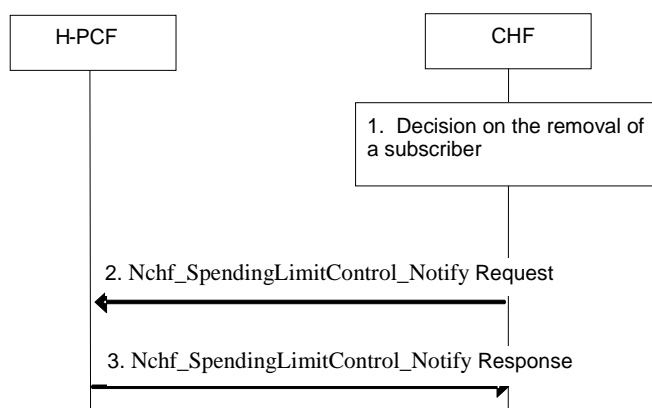 H-PCF
CHF
1. Decision on the removal of
a subscriber
2. Nchf_SpendingLimitControl_Notify Request
3. Nchf_SpendingLimitControl_Notify Response